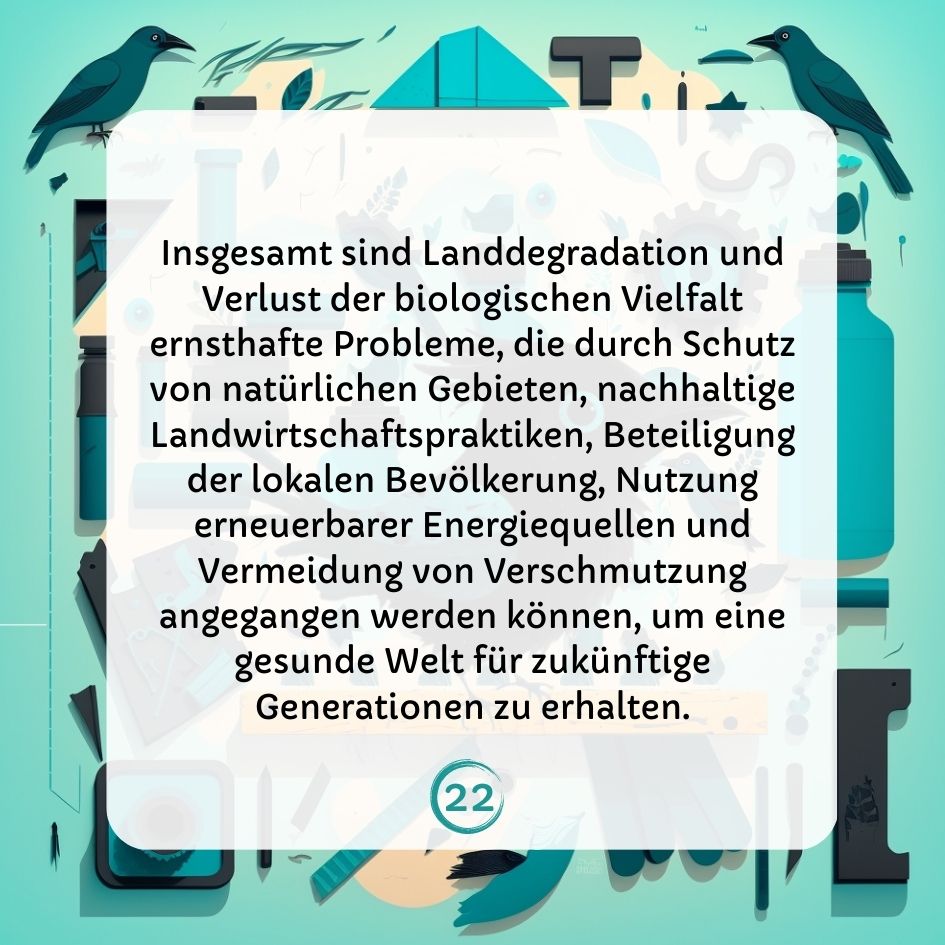 Insgesamt sind Landdegradation und
Verlust der biologischen Vielfalt
ernsthafte Probleme, die durch Schutz
von natürlichen Gebieten, nachhaltige
Landwirtschaftspraktiken, Beteiligung
der lokalen Bevölkerung, Nutzung
erneuerbarer Energiequellen und
Vermeidung von Verschmutzung
angegangen werden können, um eine
gesunde Welt für zukünftige
Generationen zu erhalten.
22